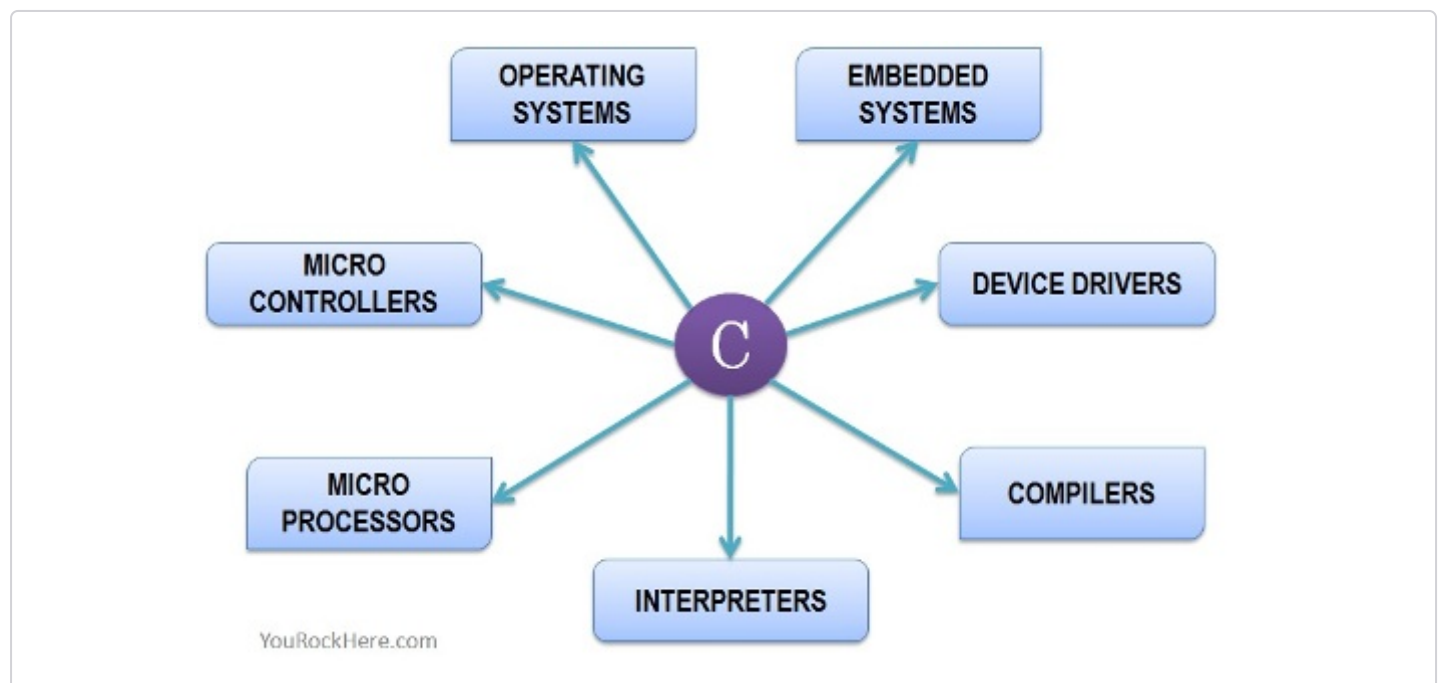 OPERATING
SYSTEMS
EMBEDDED
SYSTEMS
MICRO
CONTROLLERS
DEVICE DRIVERS
C
MICRO
PROCESSORS
COMPILERS
INTERPRETERS
YouRockHere.com